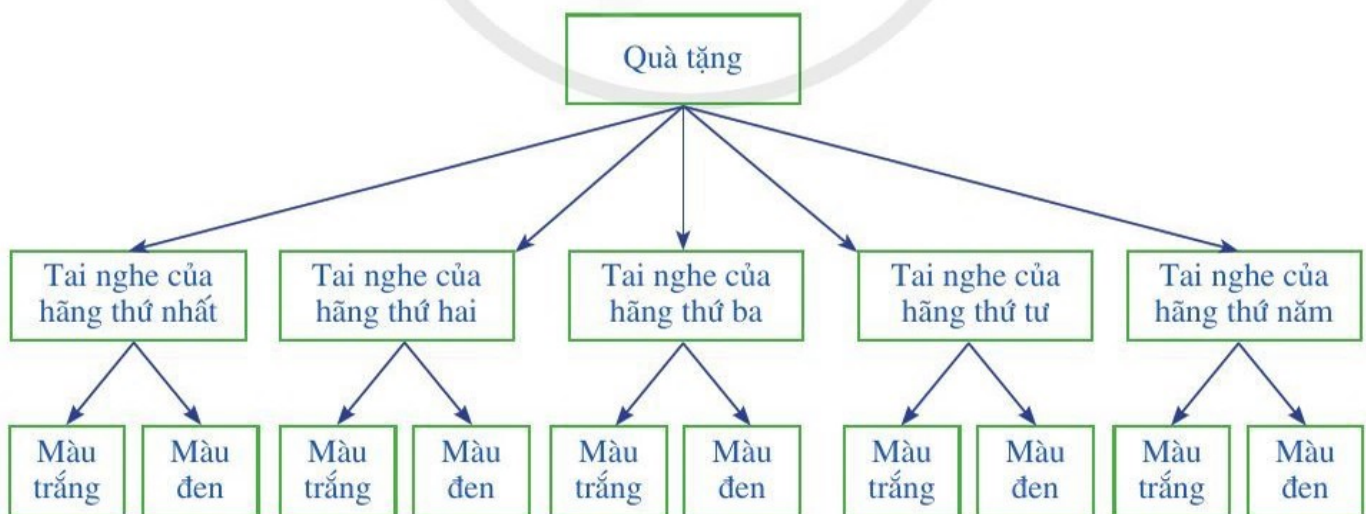 Quà tặng
Tai nghe của
hãng thứ nhất
Tai nghe của
hãng thứ hai
Tai nghe của
hãng thứ ba
Tai nghe của
hãng thứ tư
Tai nghe của
hãng thứ năm
Màu
trắng
Màu
đen
Màu
trắng
Màu
đen
Màu
trắng
Màu
đen
Màu
trắng
Màu
đen
Màu
trắng
Màu
đen